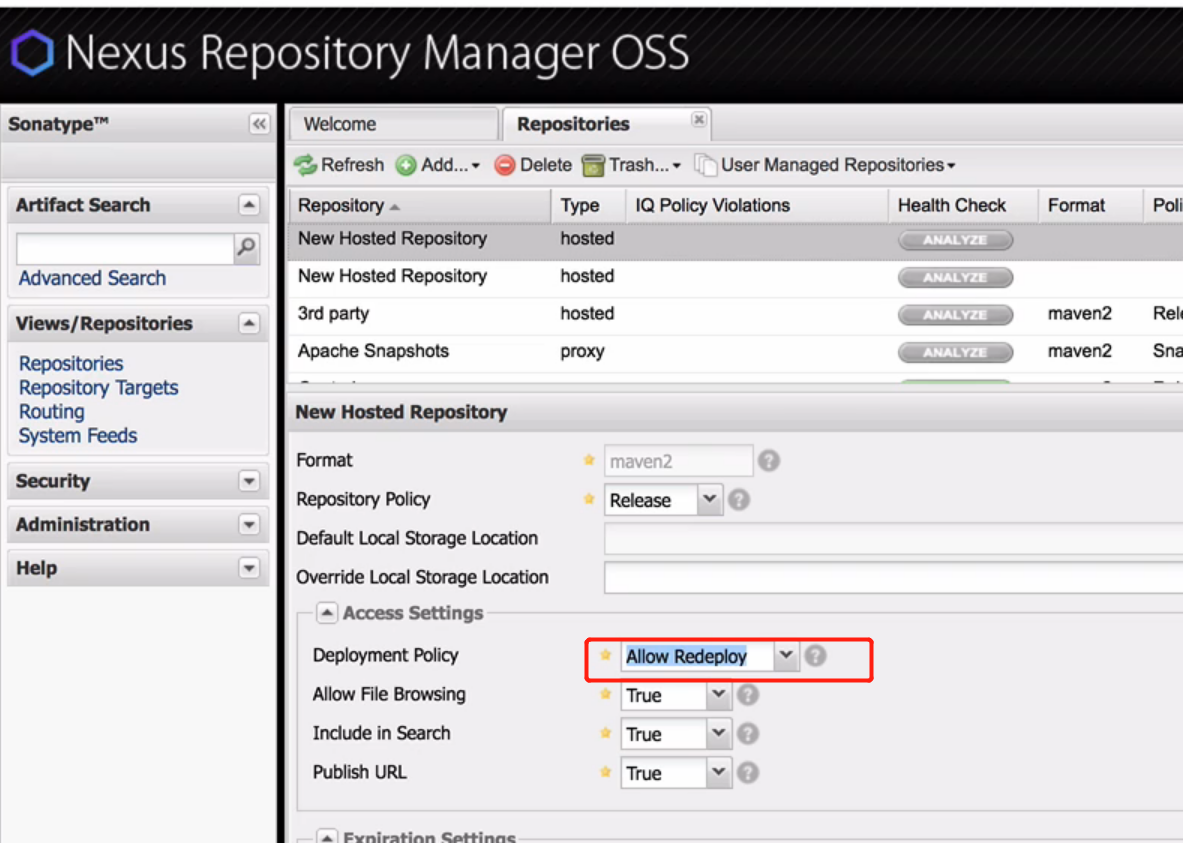 Nexus Repository Manager OSS
Sonatype™
Welcome
Repositories
Refresh Add... Delete Trash... User Managed Repositories
Artifact Search
Advanced Search
Views/Repositories
Repositories
Repository Targets
Routing
System Feeds
Security
Administration
Help
Repository Type IQ Policy Violations Health Check Format
New Hosted Repository hosted ANALYZE
New Hosted Repository hosted ANALYZE
3rd party hosted ANALYZE maven2
Apache Snapshots proxy ANALYZE maven2
New Hosted Repository
Format maven2
Repository Policy Release
Default Local Storage Location
Override Local Storage Location
Access Settings
Deployment Policy Allow Redeploy
Allow File Browsing True
Include in Search True
Publish URL True
Expiration Settings